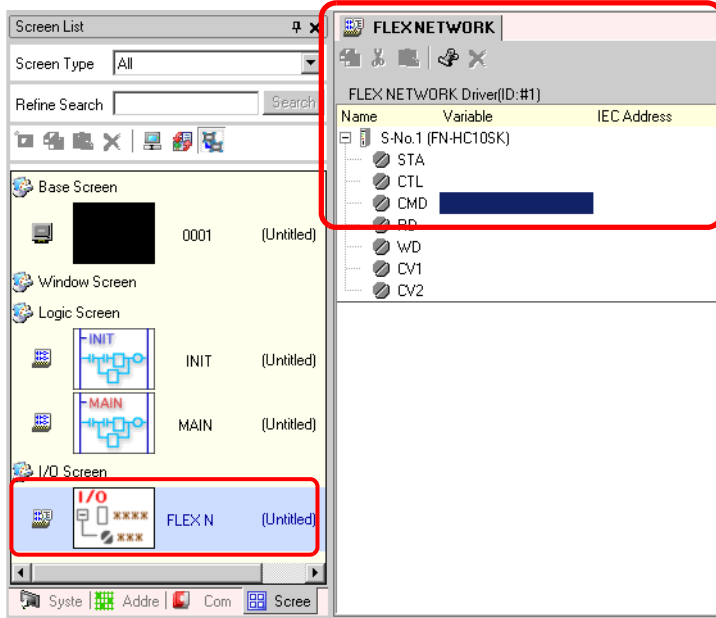 Screen List
Screen Type All
Refine Search Search
Base Screen
0001 (Untitled)
Window Screen
Logic Screen
INIT
INIT (Untitled)
MAIN
MAIN (Untitled)
I/O Screen
I/O
****
***
FLEX N (Untitled)
Syste Addre Com Scree
FLEXNETWORK
FLEX NETWORK Driver(ID:#1)
Name Variable IEC Address
S-No.1 (FN-HC10SK)
STA
CTL
CMD
RD
WD
CV1
CV2